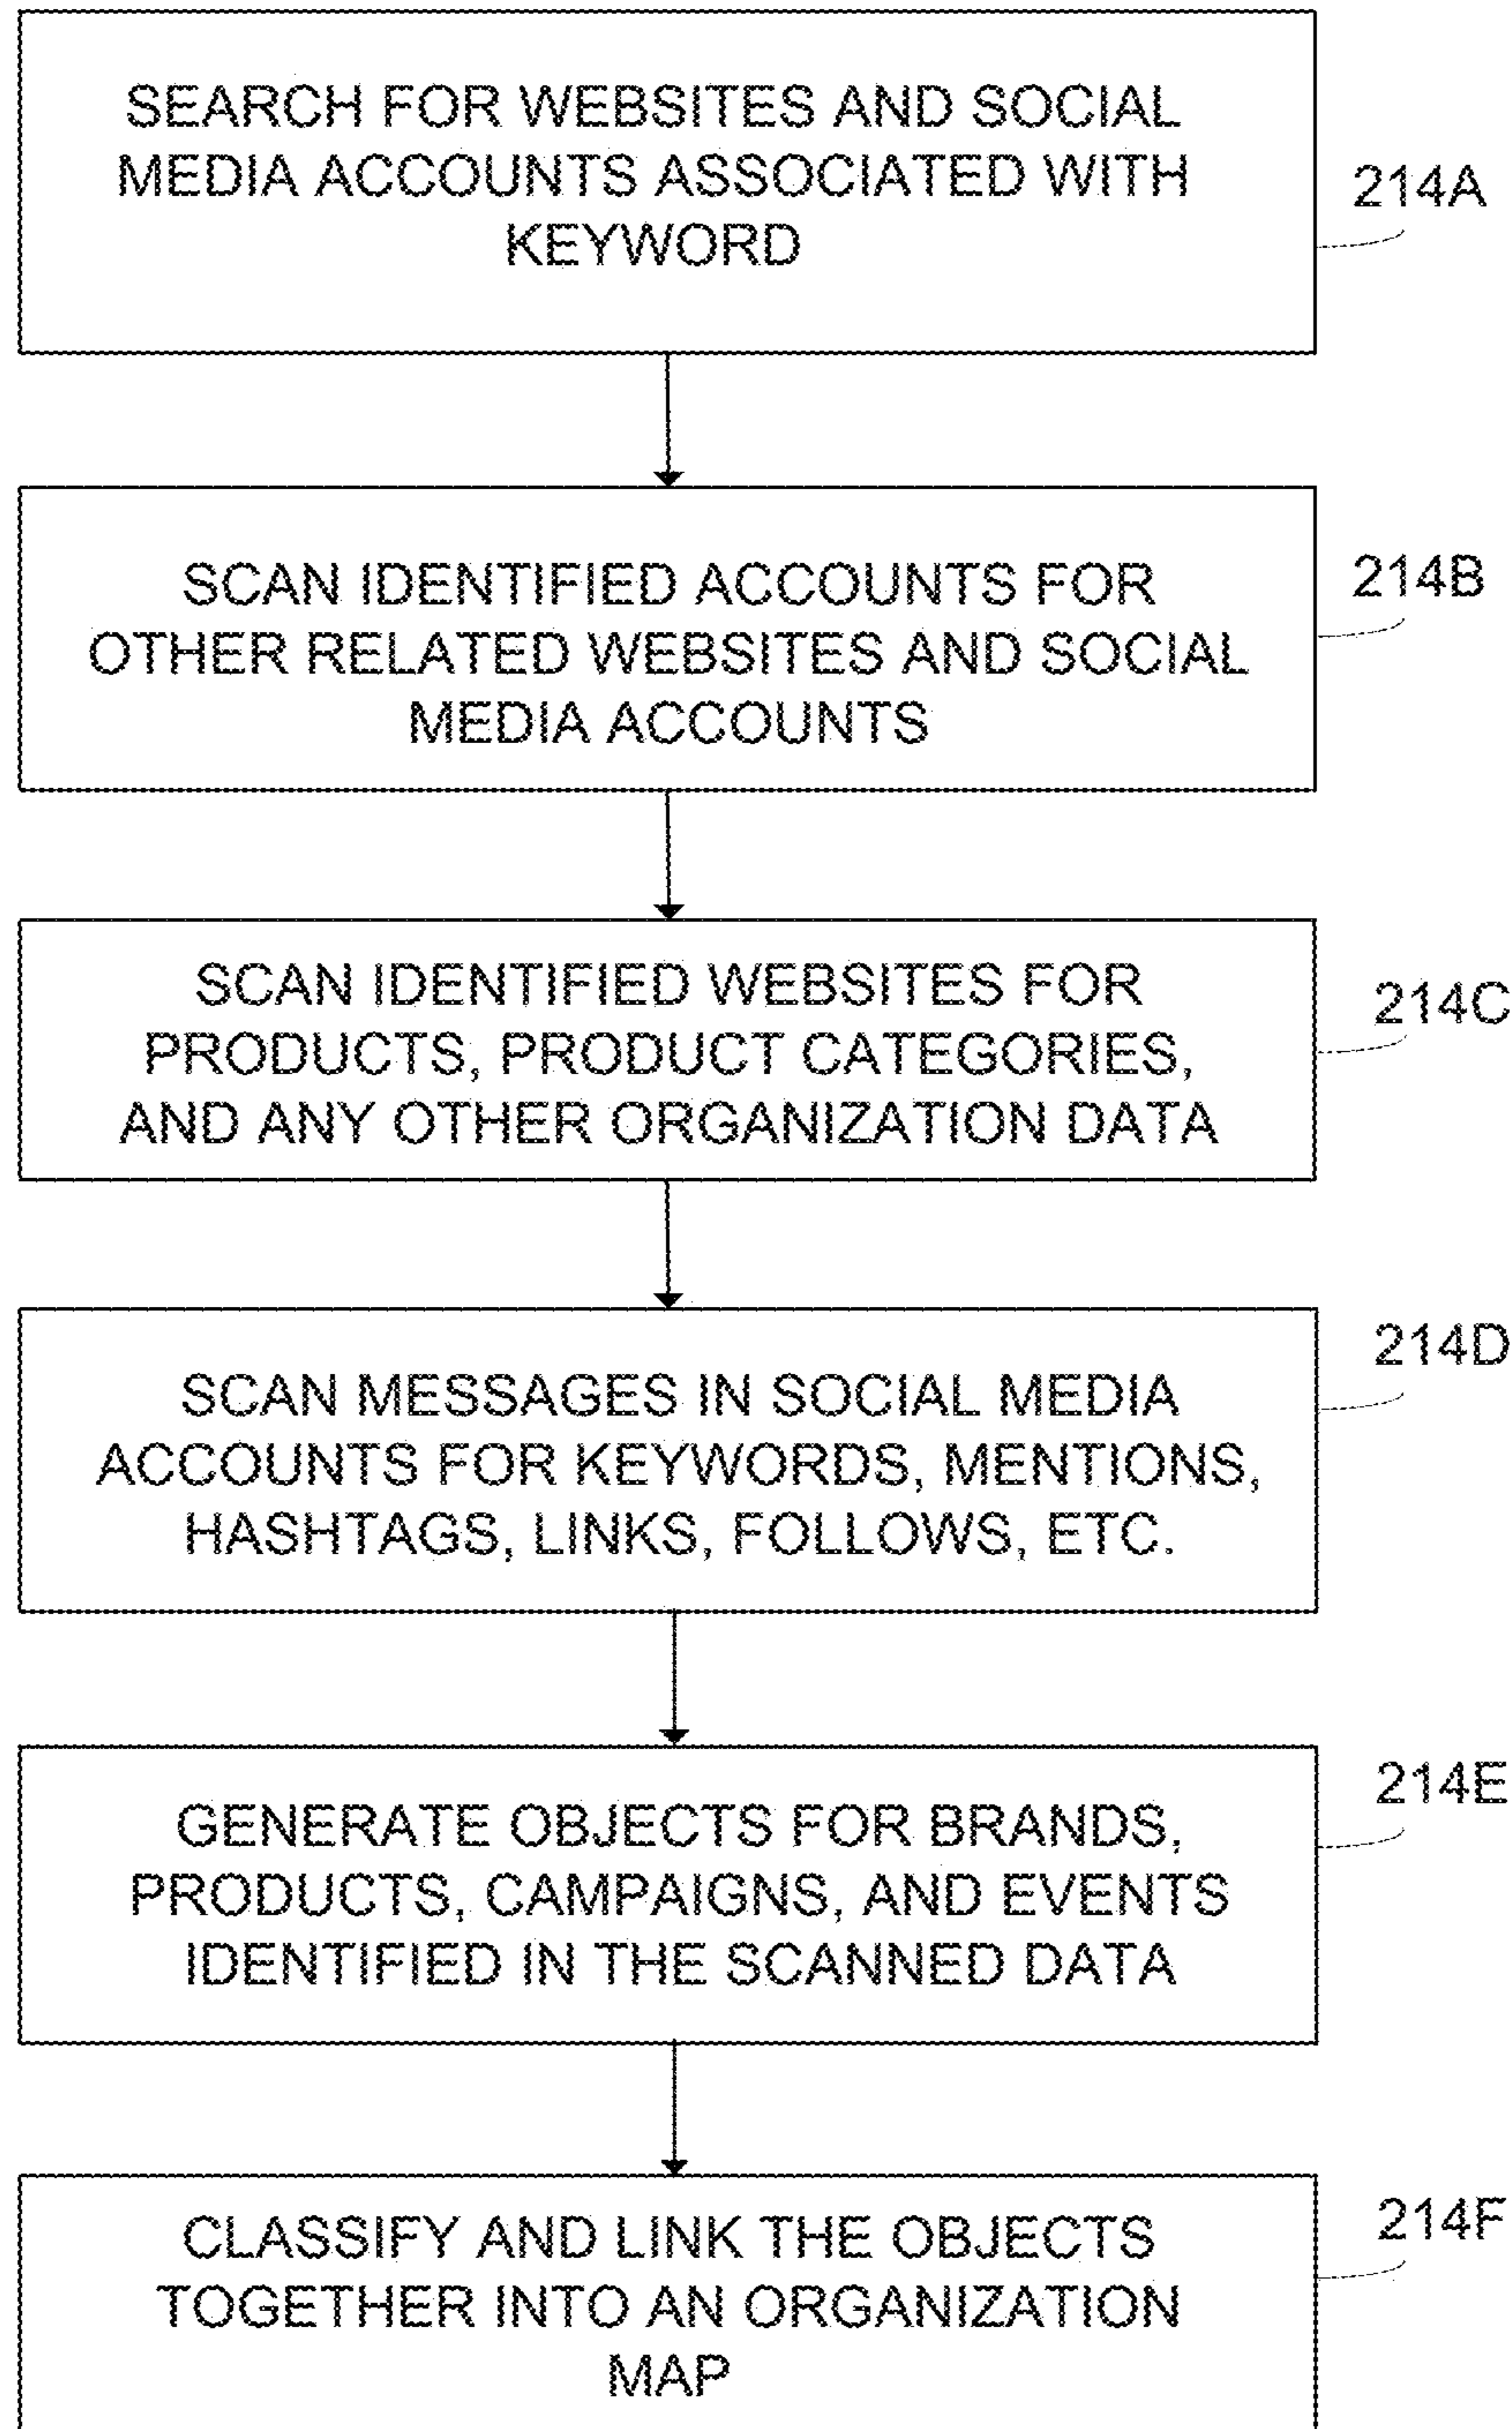 SEARCH FOR WEBSITES AND SOCIAL
MEDIA ACCOUNTS ASSOCIATED WITH
KEYWORD
214A
SCAN IDENTIFIED ACCOUNTS FOR
OTHER RELATED WEBSITES AND SOCIAL
MEDIA ACCOUNTS
214B
SCAN IDENTIFIED WEBSITES FOR
PRODUCTS, PRODUCT CATEGORIES,
AND ANY OTHER ORGANIZATION DATA
214C
SCAN MESSAGES IN SOCIAL MEDIA
ACCOUNTS FOR KEYWORDS, MENTIONS,
HASHTAGS, LINKS, FOLLOWS, ETC.
214D
GENERATE OBJECTS FOR BRANDS,
PRODUCTS, CAMPAIGNS, AND EVENTS
IDENTIFIED IN THE SCANNED DATA
214E
CLASSIFY AND LINK THE OBJECTS
TOGETHER INTO AN ORGANIZATION
MAP
214F